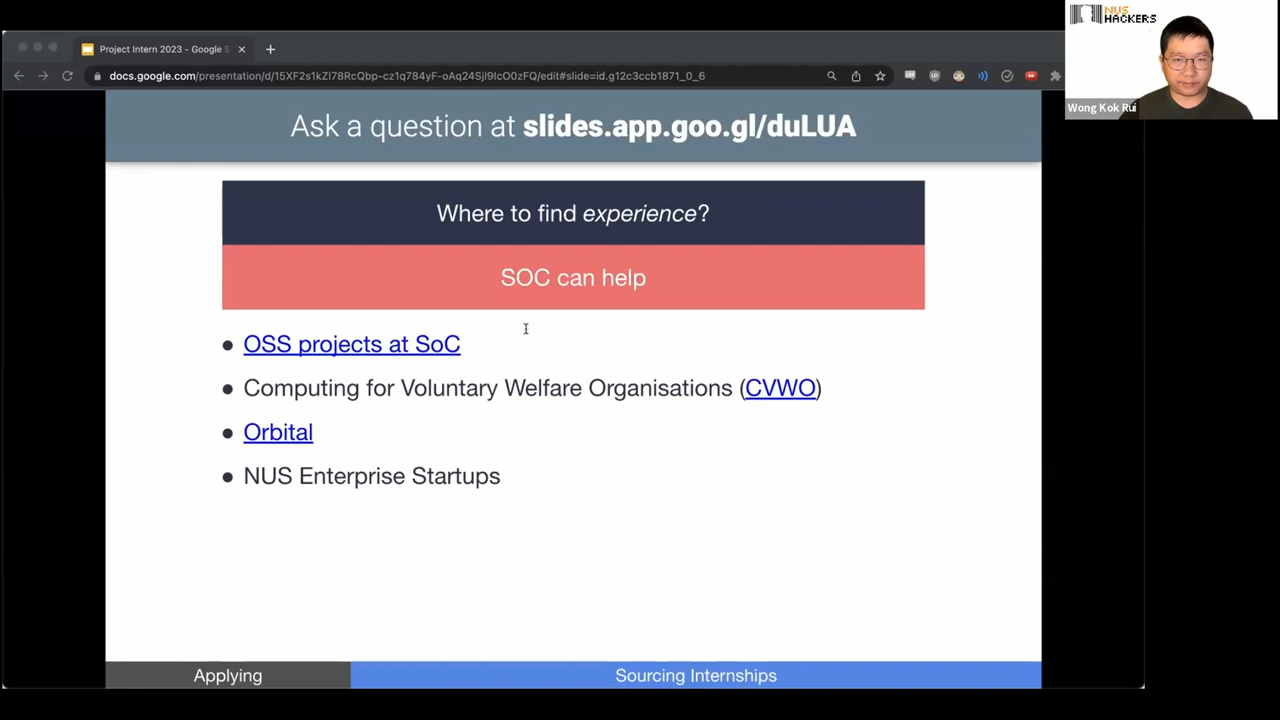 NUS
HACKERS
Project Intern 2023 - Google S
docs.google.com/presentation/d/15XF2s1kZl78RcQbp-cz1q784yF-oAq24SjI9IcO0zFQ/edit#slide=id.g12c3ccb1871_0_6
Wong Kok Rui
Ask a question at slides.app.goo.gl/duLUA
Where to find experience?
SOC can help
● OSS projects at SoC
● Computing for Voluntary Welfare Organisations (CVWO)
● Orbital
● NUS Enterprise Startups
Applying
Sourcing Internships